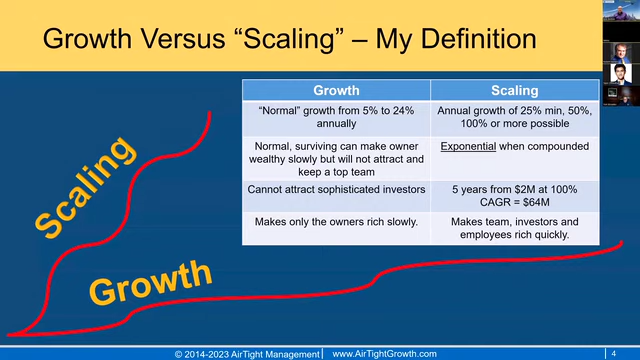 Growth Versus “Scaling” – My Definition
Growth
Scaling
“Normal” growth from 5% to 24%
annually
Annual growth of 25% min, 50%,
100% or more possible
Normal, surviving can make owner
wealthy slowly but will not attract and
keep a top team
Exponential when compounded
Cannot attract sophisticated investors
5 years from $2M at 100%
CAGR = $64M
Makes only the owners rich slowly.
Makes team, investors and
employees rich quickly.
Scaling
Growth
© 2014-2023 AirTight Management
www.AirTightGrowth.com
4